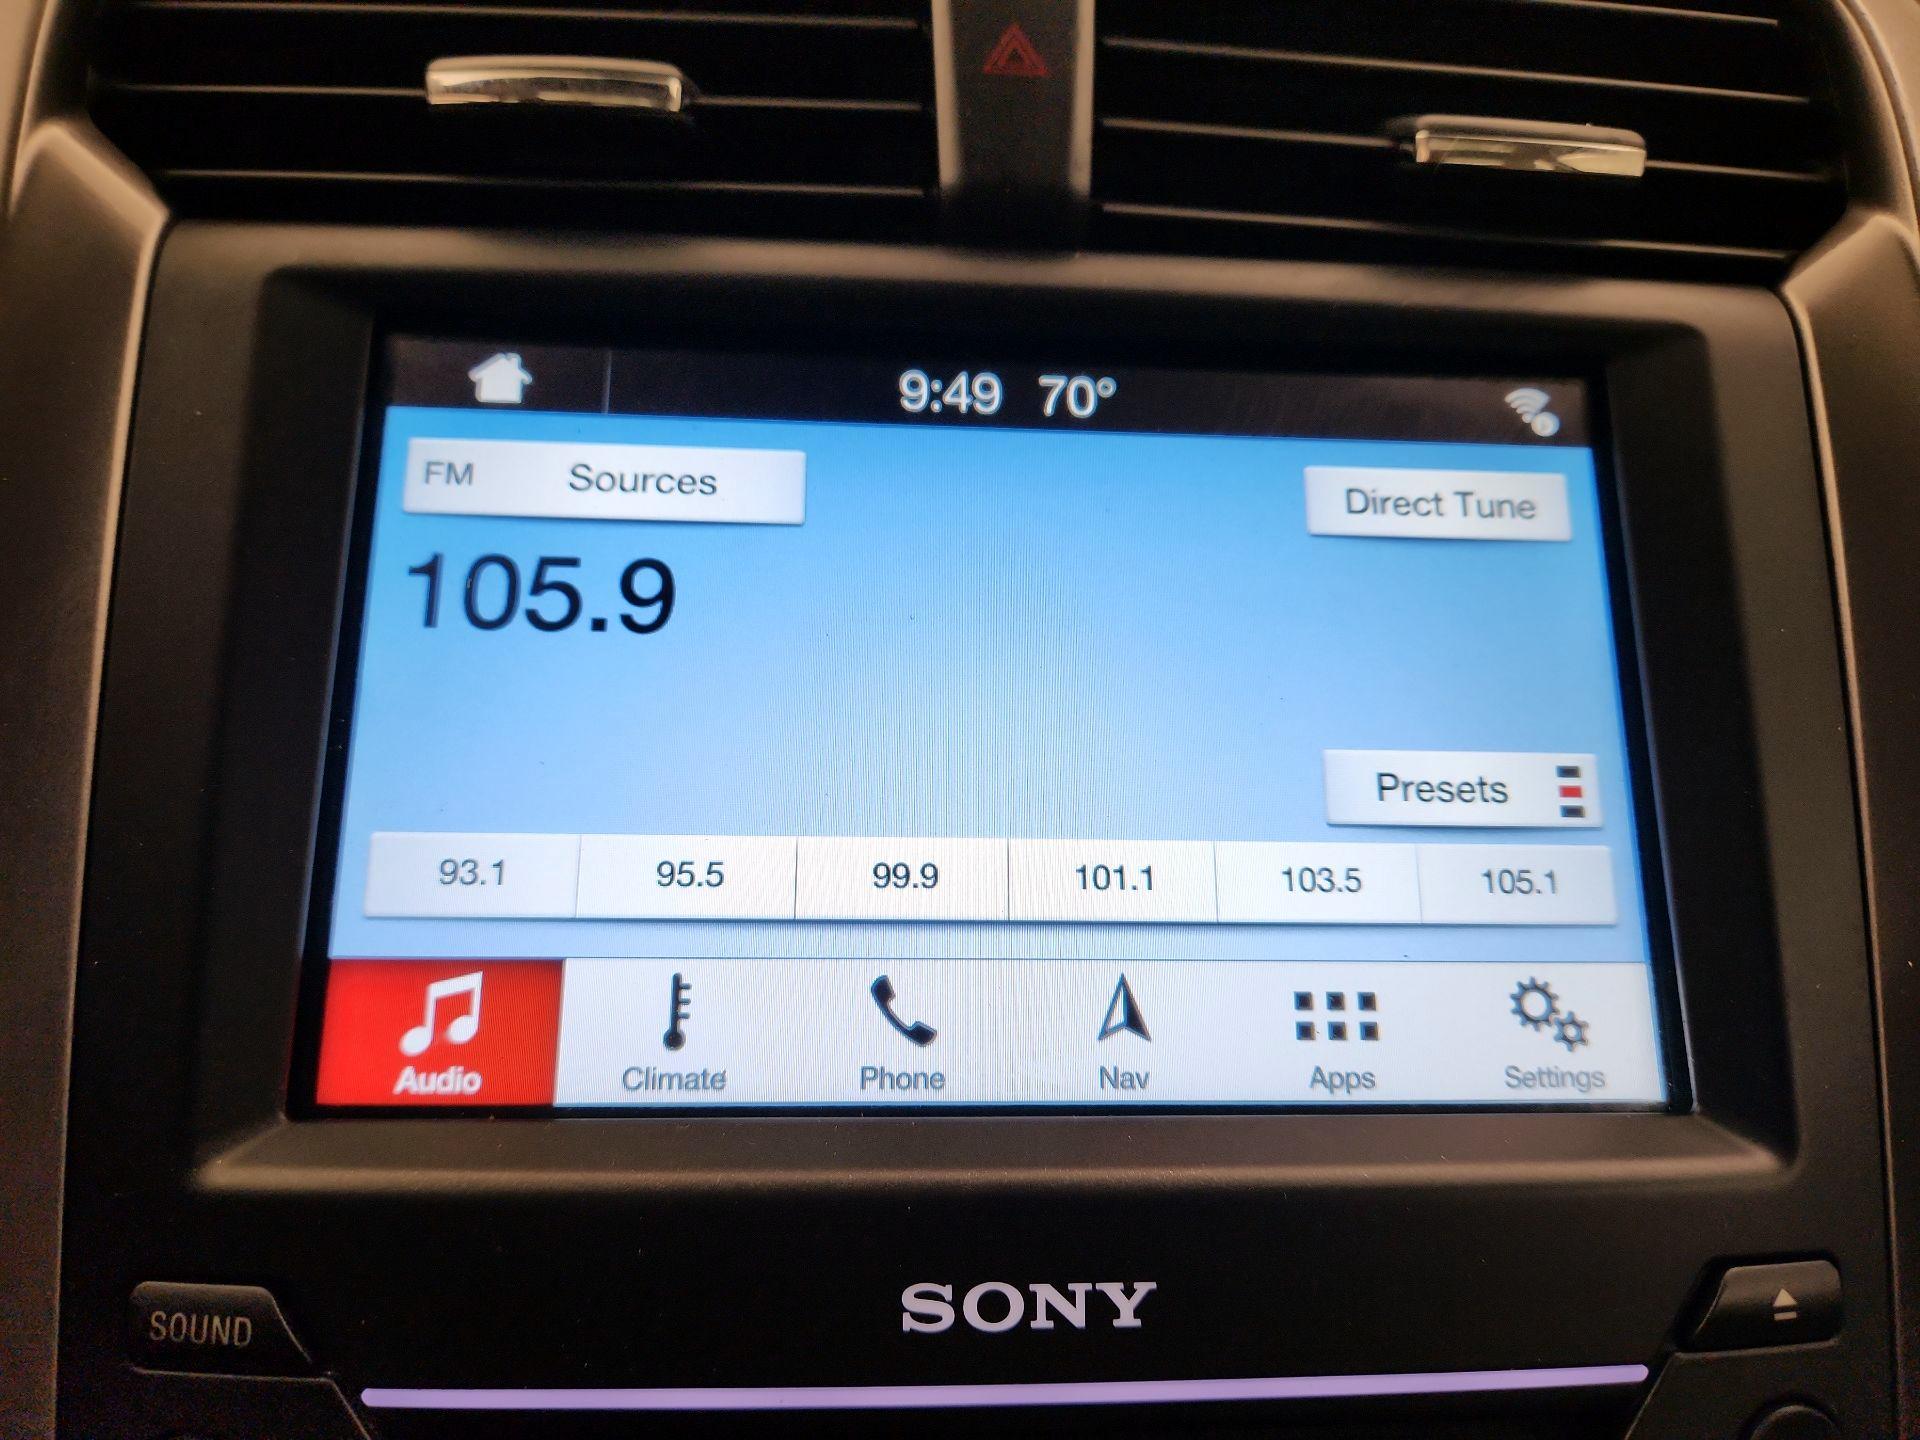 9:49 70°
FM Sources
Direct Tune
105.9
Presets
93.1 95.5 99.9 101.1 103.5 105.1
Audio Climate Phone Nav Apps Settings
SONY
SOUND